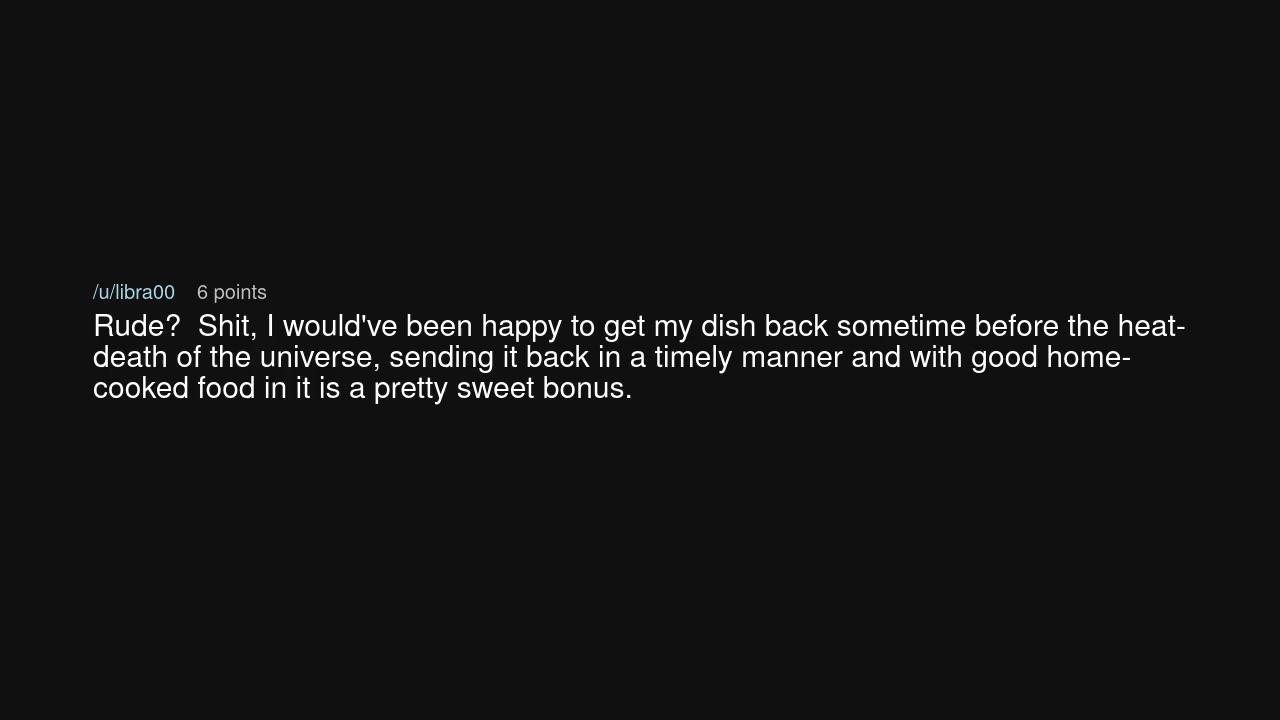 /u/libra00 6 points
Rude?  Shit, I would've been happy to get my dish back sometime before the heat-
death of the universe, sending it back in a timely manner and with good home-
cooked food in it is a pretty sweet bonus.